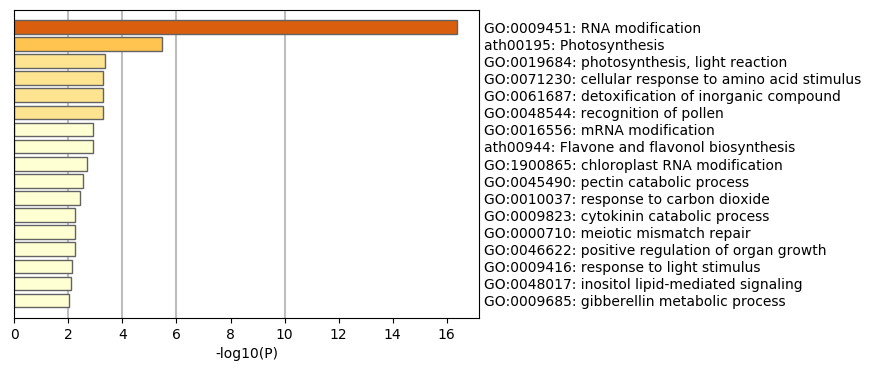 GO:0009451: RNA modification
ath00195: Photosynthesis
GO:0019684: photosynthesis, light reaction
GO:0071230: cellular response to amino acid stimulus
GO:0061687: detoxification of inorganic compound
GO:0048544: recognition of pollen
GO:0016556: mRNA modification
ath00944: Flavone and flavonol biosynthesis
GO:1900865: chloroplast RNA modification
GO:0045490: pectin catabolic process
GO:0010037: response to carbon dioxide
GO:0009823: cytokinin catabolic process
GO:0000710: meiotic mismatch repair
GO:0046622: positive regulation of organ growth
GO:0009416: response to light stimulus
GO:0048017: inositol lipid-mediated signaling
GO:0009685: gibberellin metabolic process
0 2 4 6 8 10 12 14 16
-log10(P)